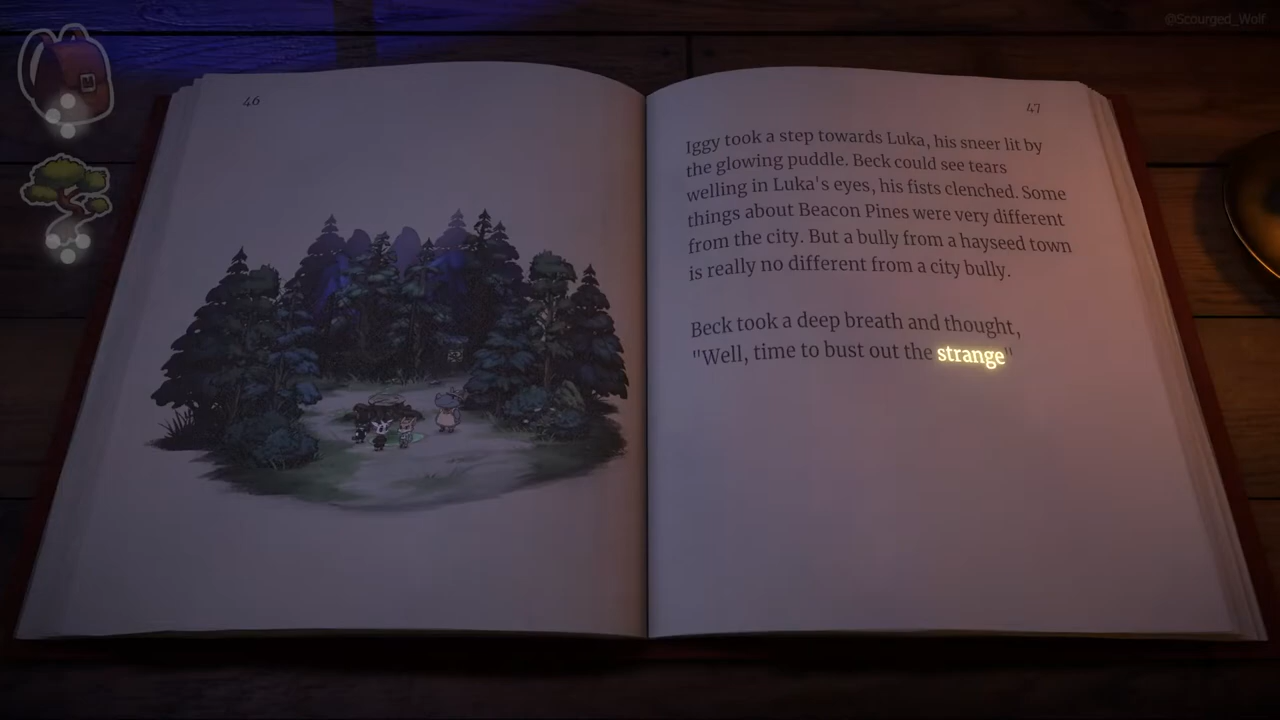 @Scourged_Wolf
46
47
Iggy took a step towards Luka, his sneer lit by
the glowing puddle. Beck could see tears
welling in Luka's eyes, his fists clenched. Some
things about Beacon Pines were very different
from the city. But a bully from a hayseed town
is really no different from a city bully.
Beck took a deep breath and thought,
"Well, time to bust out the strange"